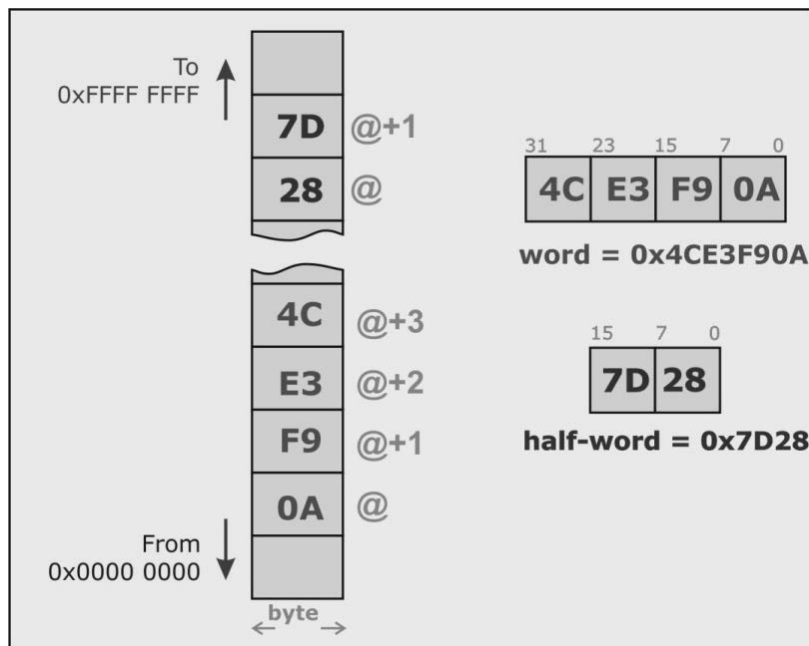 To
0xFFFF FFFF
7D @+1
28 @
4C @+3
E3 @+2
F9 @+1
0A @
From
0x0000 0000
byte
31 23 15 7 0
4C E3 F9 0A
word = 0x4CE3F90A
15 7 0
7D 28
half-word = 0x7D28